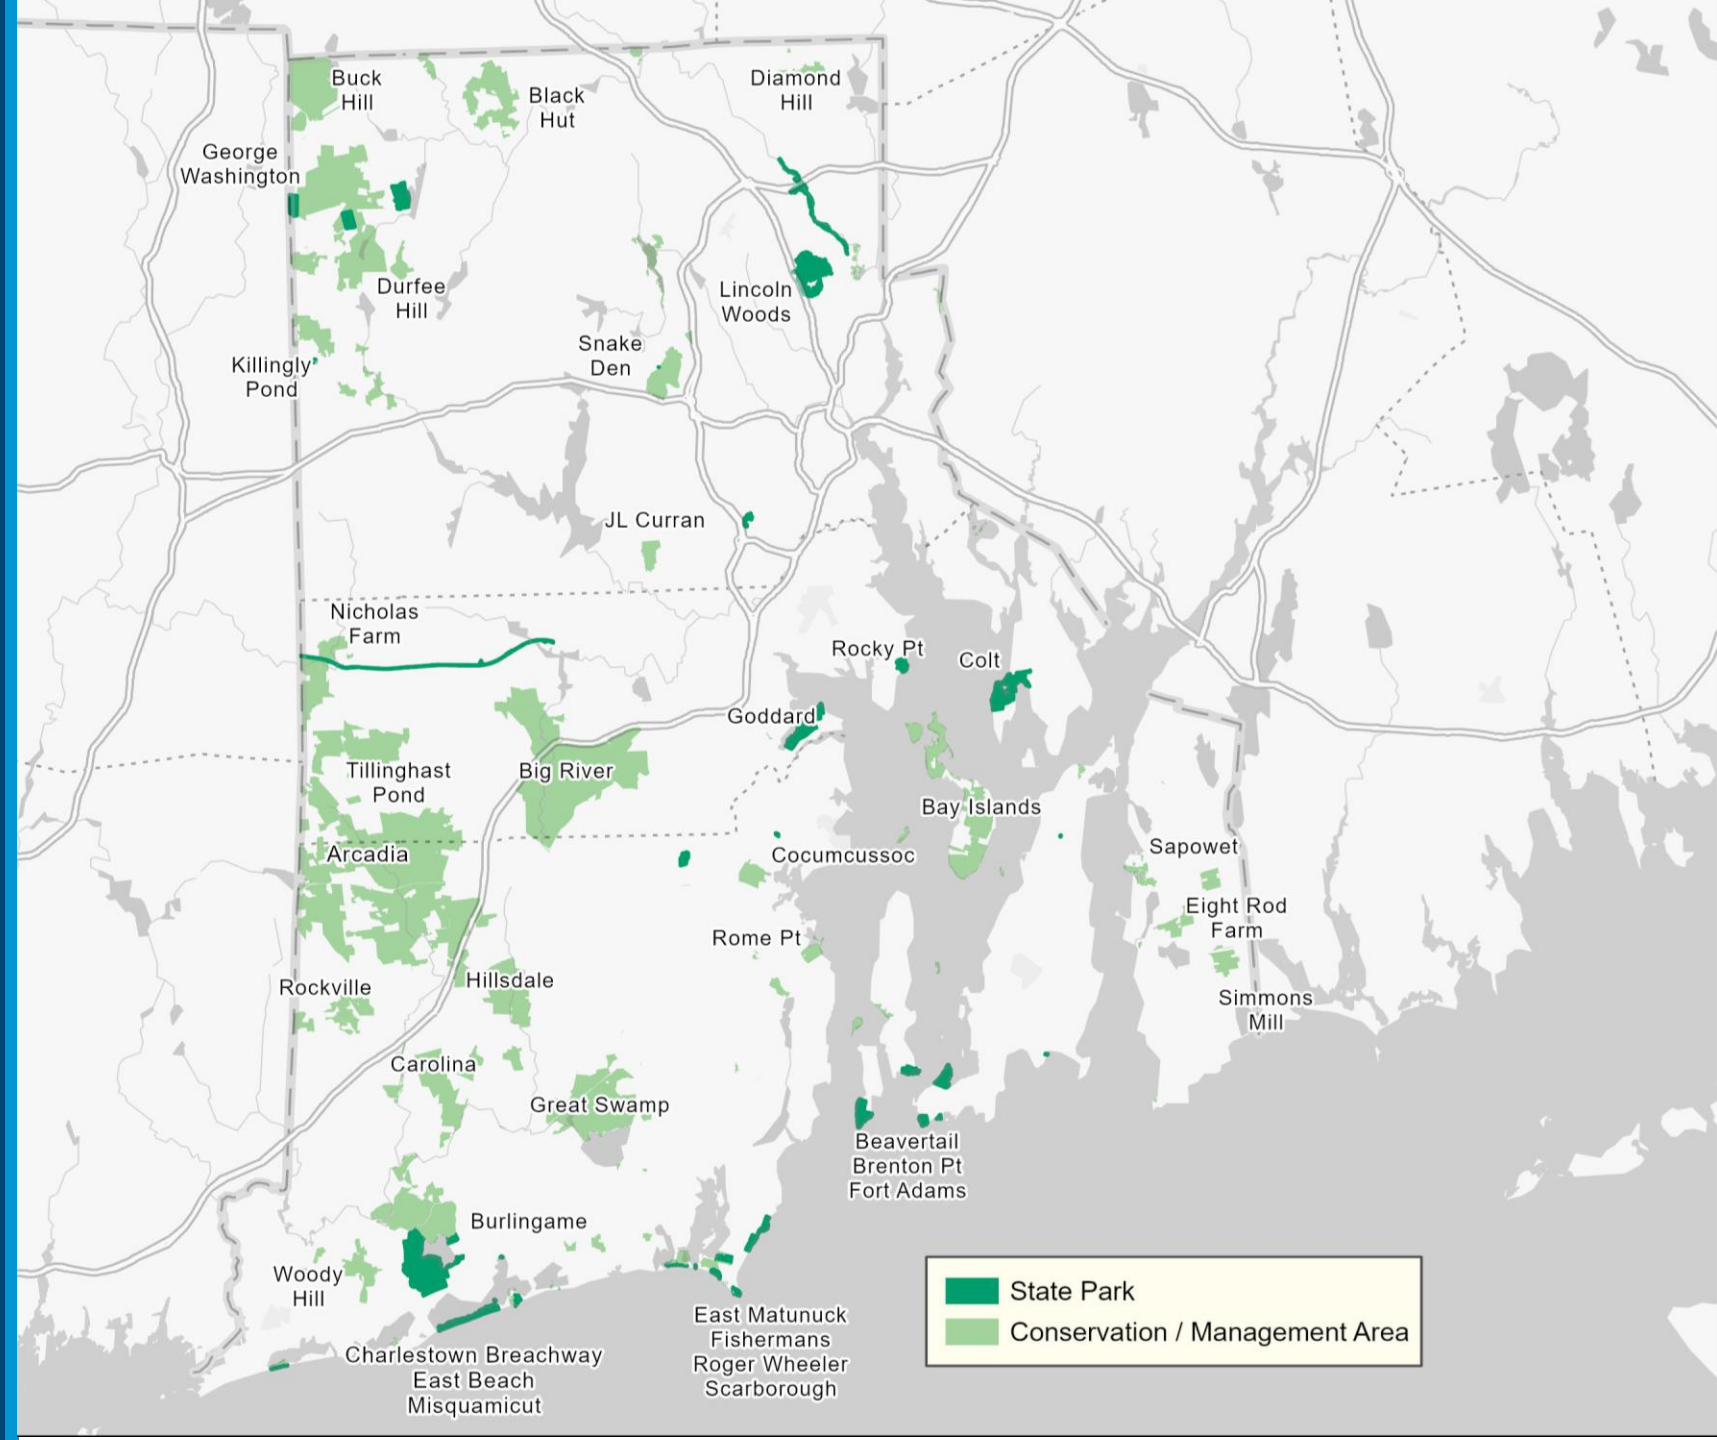 Buck
Hill
Black
Hut
Diamond
Hill
George
Washington
Durfee
Hill
Lincoln
Woods
Killingly
Pond
Snake
Den
JL Curran
Nicholas
Farm
Rocky Pt
Colt
Goddard
Tillinghast
Pond
Big River
Bay Islands
Arcadia
Cocumcussoc
Sapowet
Eight Rod
Farm
Rome Pt
Rockville
Hillsdale
Simmons
Mill
Carolina
Great Swamp
Beavertail
Brenton Pt
Fort Adams
Burlingame
Woody
Hill
Charlestown Breachway
East Beach
Misquamicut
East Matunuck
Fishermans
Roger Wheeler
Scarborough
State Park
Conservation / Management Area